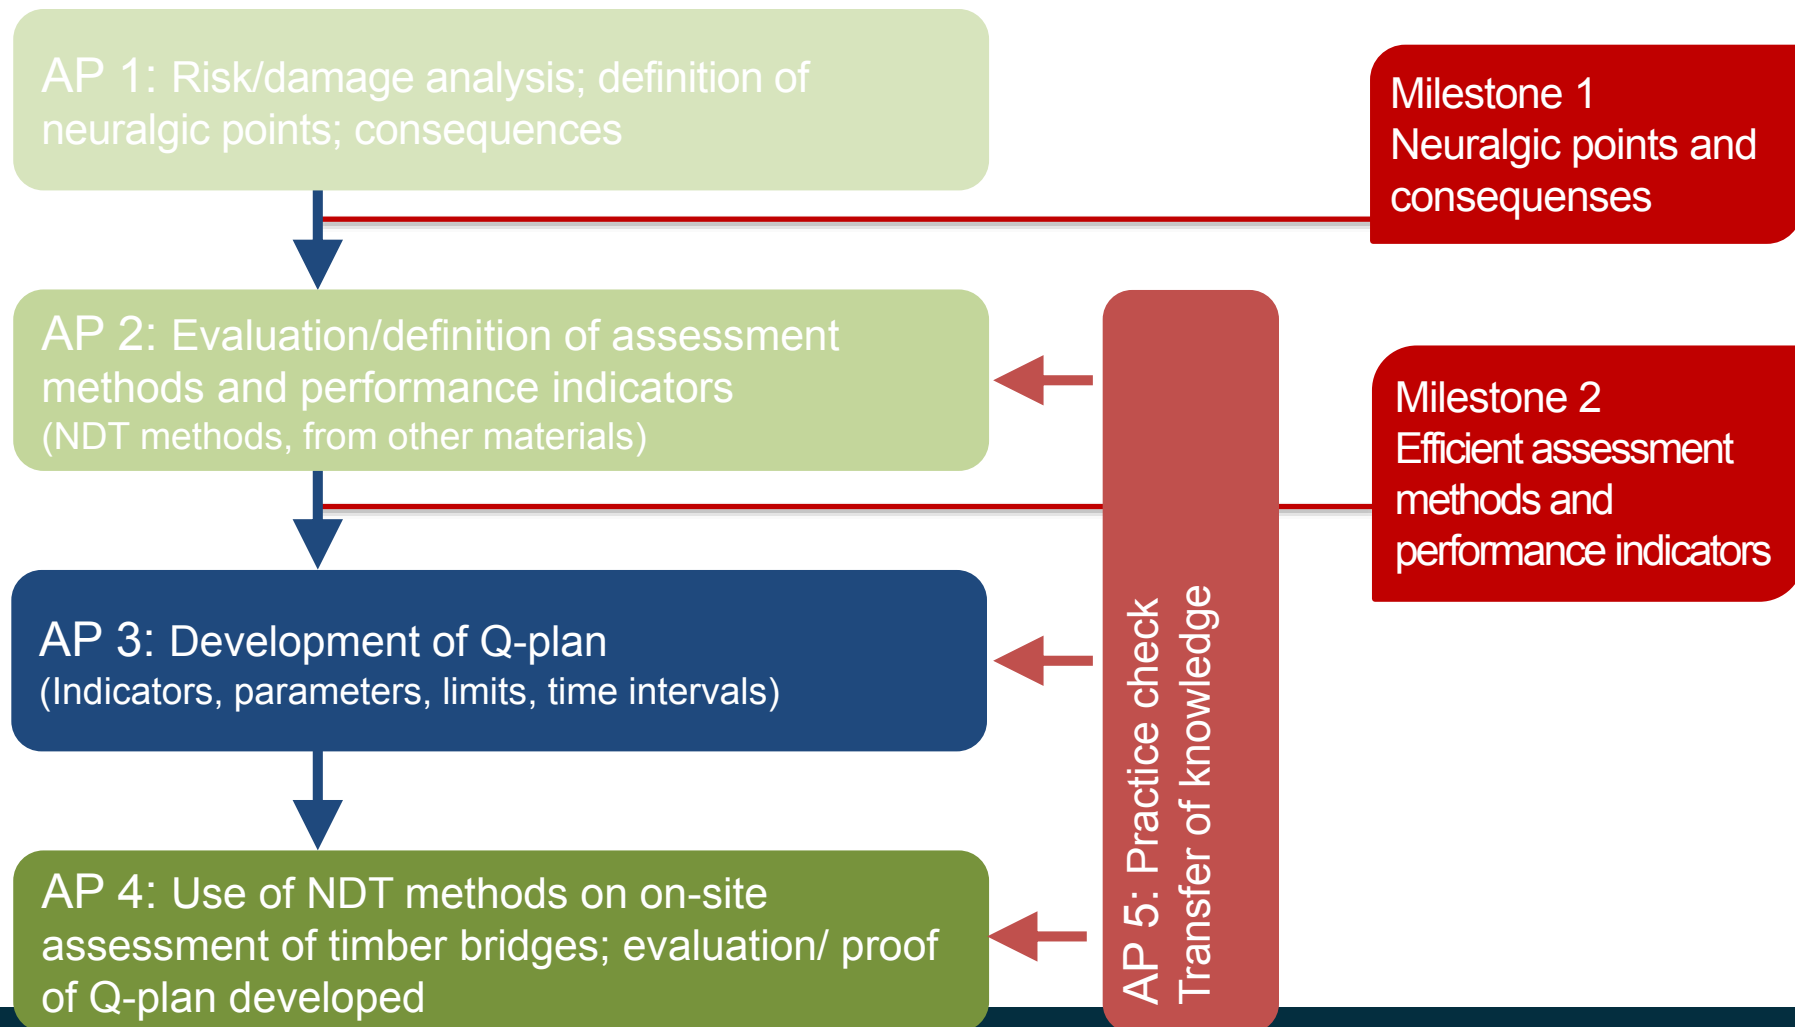 AP 1: Risk/damage analysis; definition of
neuralgic points; consequences
Milestone 1
Neuralgic points and
consequenses
AP 2: Evaluation/definition of assessment
methods and performance indicators
(NDT methods, from other materials)
Milestone 2
Efficient assessment
methods and
performance indicators
AP 3: Development of Q-plan
(Indicators, parameters, limits, time intervals)
AP 4: Use of NDT methods on on-site
assessment of timber bridges; evaluation/ proof
of Q-plan developed
AP 5: Practice check
Transfer of knowledge